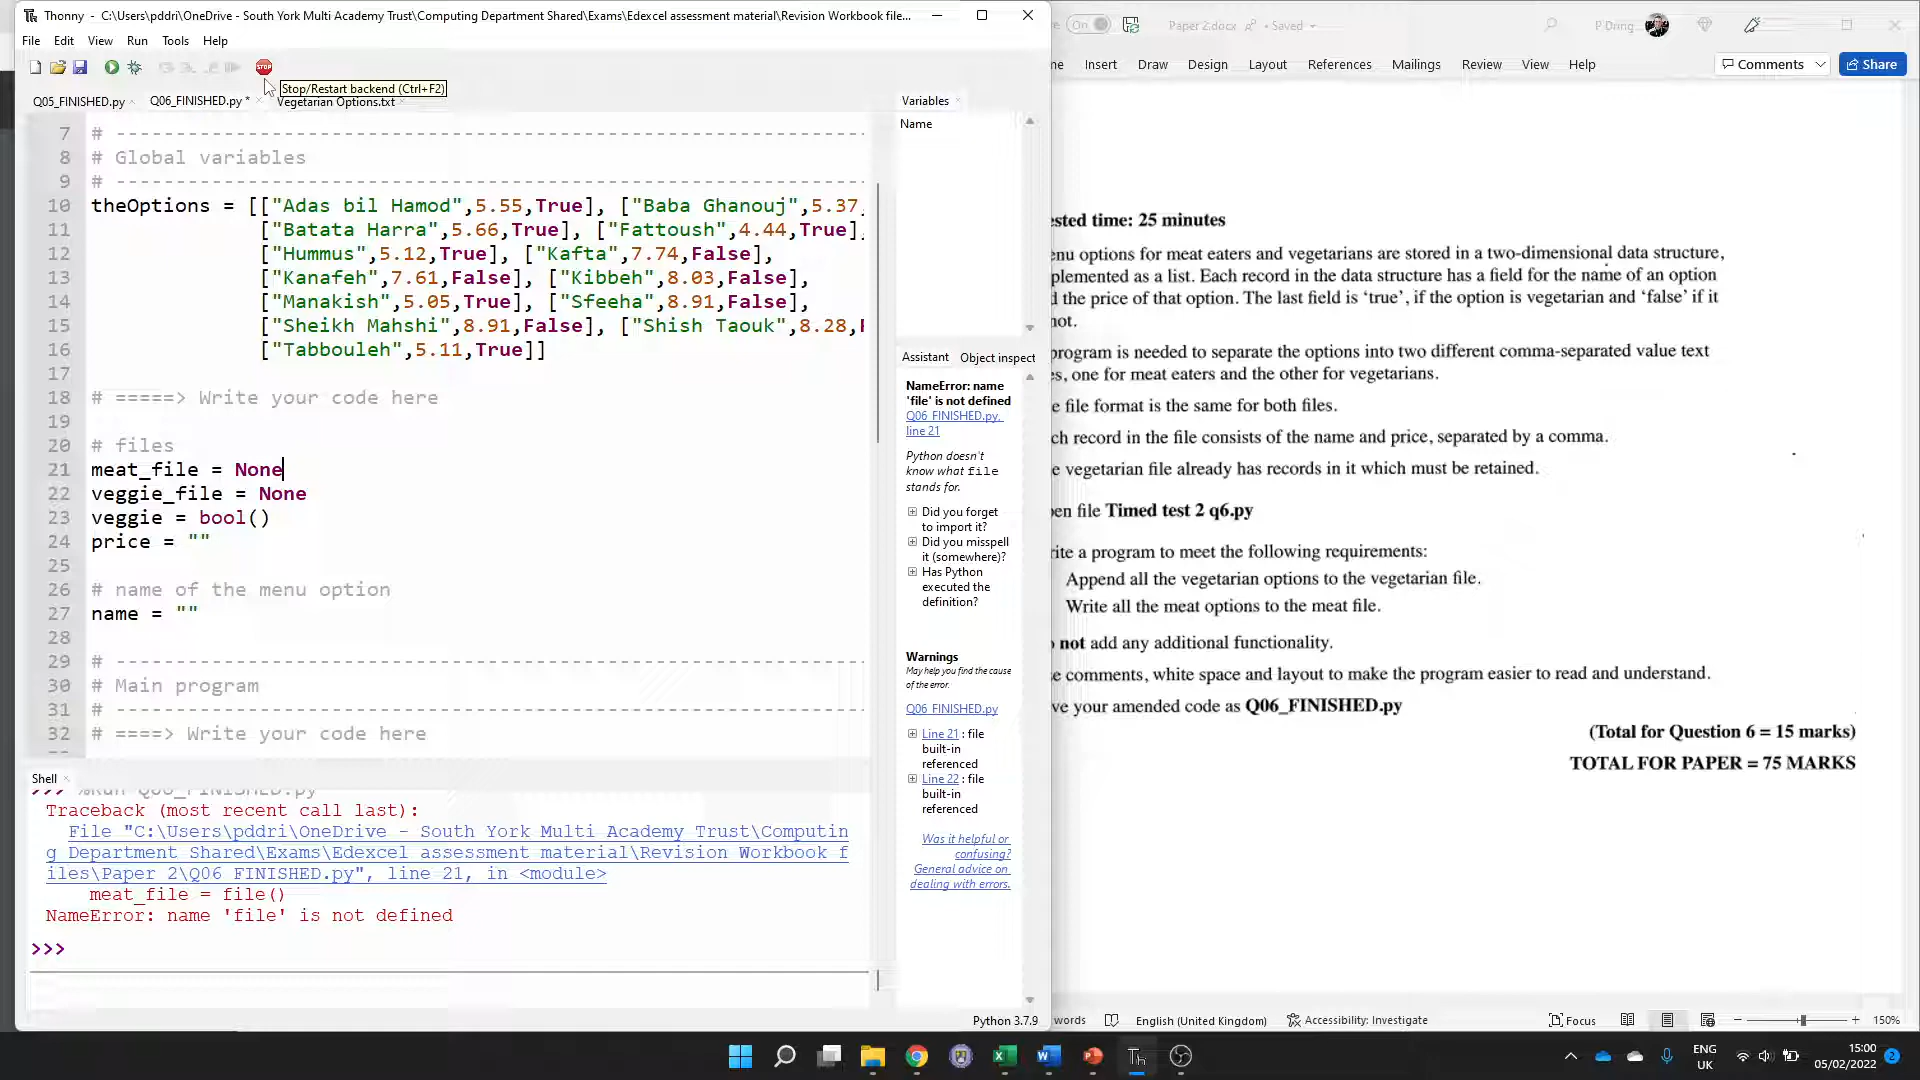 Thonny - C:\Users\pddri\OneDrive - South York Multi Academy Trust\Computing Department Shared\Exams\Edexcel assessment material\Revision Workbook file...
File Edit View Run Tools Help
STOP
Stop/Restart backend (Ctrl+F2)
Q05_FINISHED.py
Q06_FINISHED.py *
Vegetarian Options.txt
7 # ---------------------------------------------------------------
8 # Global variables
9 # ---------------------------------------------------------------
10 theOptions = [["Adas bil Hamod",5.55,True], ["Baba Ghanouj",5.37,
11 ["Batata Harra",5.66,True], ["Fattoush",4.44,True],
12 ["Hummus",5.12,True], ["Kafta",7.74,False],
13 ["Kanafeh",7.61,False], ["Kibbeh",8.03,False],
14 ["Manakish",5.05,True], ["Sfeeha",8.91,False],
15 ["Sheikh Mahshi",8.91,False], ["Shish Taouk",8.28,F
16 ["Tabbouleh",5.11,True]]
17
18 # =====> Write your code here
19
20 # files
21 meat_file = None
22 veggie_file = None
23 veggie = bool()
24 price = ""
25
26 # name of the menu option
27 name = ""
28
29 # ---------------------------------------------------------------
30 # Main program
31 # ---------------------------------------------------------------
32 # ====> Write your code here
Shell
>>> %Run Q06_FINISHED.py
Traceback (most recent call last):
File "C:\Users\pddri\OneDrive - South York Multi Academy Trust\Computin
g Department Shared\Exams\Edexcel assessment material\Revision Workbook f
iles\Paper 2\Q06 FINISHED.py", line 21, in <module>
meat_file = file()
NameError: name 'file' is not defined
>>>
Variables
Name
Assistant Object inspect
NameError: name
'file' is not defined
Q06 FINISHED.py,
line 21
Python doesn't
know what file
stands for.
Did you forget
to import it?
Did you misspell
it (somewhere)?
Has Python
executed the
definition?
Warnings
May help you find the cause
of the error.
Q06 FINISHED.py
Line 21 : file
built-in
referenced
Line 22 : file
built-in
referenced
Was it helpful or
confusing?
General advice on
dealing with errors.
Python 3.7.9
On
Paper 2.docx
- Saved
P Dring
Insert Draw Design Layout References Mailings Review View Help
Comments
Share
ested time: 25 minutes
enu options for meat eaters and vegetarians are stored in a two-dimensional data structure,
plemented as a list. Each record in the data structure has a field for the name of an option
d the price of that option. The last field is ‘true’, if the option is vegetarian and ‘false’ if it
not.
program is needed to separate the options into two different comma-separated value text
es, one for meat eaters and the other for vegetarians.
e file format is the same for both files.
ch record in the file consists of the name and price, separated by a comma.
e vegetarian file already has records in it which must be retained.
en file Timed test 2 q6.py
rite a program to meet the following requirements:
Append all the vegetarian options to the vegetarian file.
Write all the meat options to the meat file.
not add any additional functionality.
e comments, white space and layout to make the program easier to read and understand.
ve your amended code as Q06_FINISHED.py
(Total for Question 6 = 15 marks)
TOTAL FOR PAPER = 75 MARKS
words
English (United Kingdom)
Accessibility: Investigate
Focus
150%
ENG
UK
15:00
05/02/2022
2